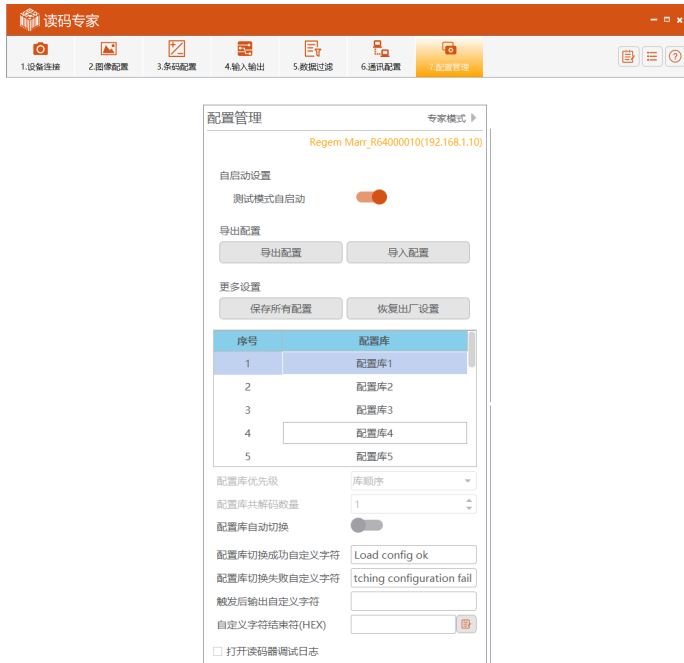 读码专家
1.设备连接 2.图像配置 3.条码配置 4.输入输出 5.数据过滤 6.通讯配置 7.配置管理
配置管理 专家模式
Regem Marr_R64000010(192.168.1.10)
自启动设置
测试模式自启动
导出配置
导出配置 导入配置
更多设置
保存所有配置 恢复出厂设置
序号 配置库
1 配置库1
2 配置库2
3 配置库3
4 配置库4
5 配置库5
配置库优先级 库顺序
配置库共解码数量 1
配置库自动切换
配置库切换成功自定义字符 Load config ok
配置库切换失败自定义字符 tching configuration fail
触发后输出自定义字符
自定义字符结束符(HEX)
打开读码器调试日志